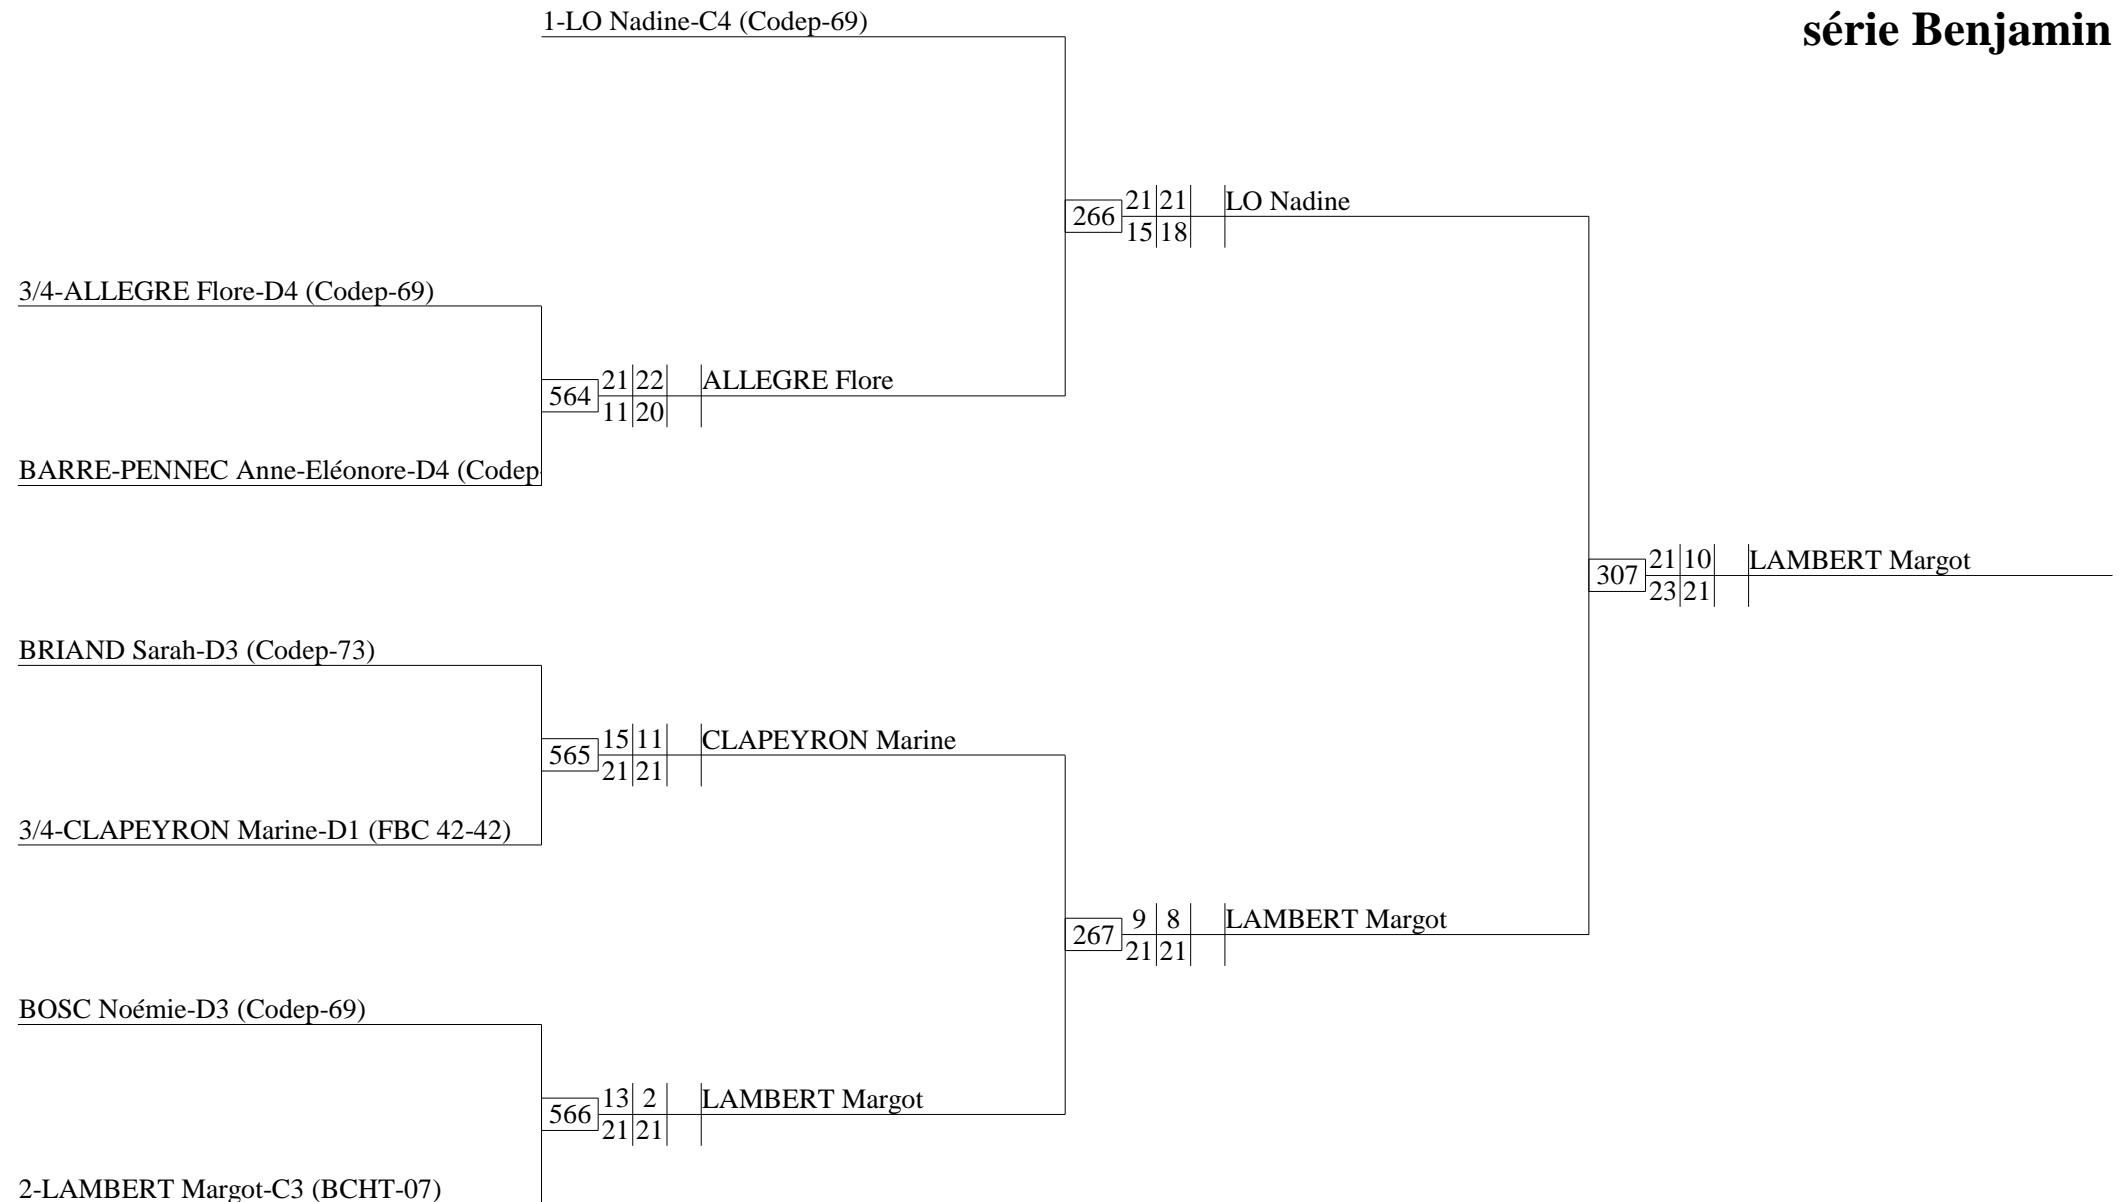 série Benjamin
1-LO Nadine-C4 (Codep-69)
21 21 LO Nadine
266
15 18
3/4-ALLEGRE Flore-D4 (Codep-69)
21 22 ALLEGRE Flore
564
11 20
BARRE-PENNEC Anne-Eléonore-D4 (Codep-
21 10 LAMBERT Margot
307
23 21
BRIAND Sarah-D3 (Codep-73)
15 11 CLAPEYRON Marine
565
21 21
3/4-CLAPEYRON Marine-D1 (FBC 42-42)
9 8 LAMBERT Margot
267
21 21
BOSC Noémie-D3 (Codep-69)
13 2 LAMBERT Margot
566
21 21
2-LAMBERT Margot-C3 (BCHT-07)